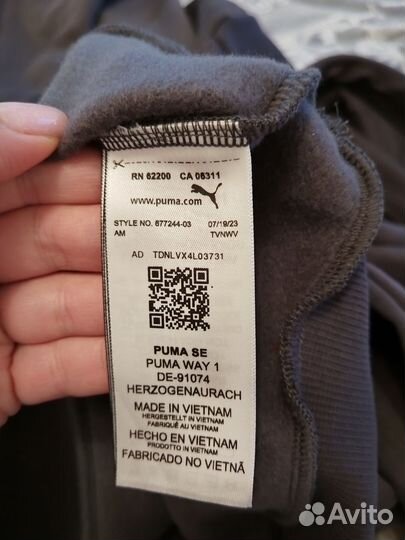 RN 62200 CA 06311
www.puma.com
STYLE NO. 677244-03 07/19/23
AM TVNWV
AD TDNLVX4L03731
PUMA SE
PUMA WAY 1
DE-91074
HERZOGENAURACH
MADE IN VIETNAM
HERGESTELLT IN VIETNAM
FABRIQUÉ AU VIETNAM
HECHO EN VIETNAM
PRODOTTO IN VIETNAM
FABRICADO NO VIETNÃ
Avito